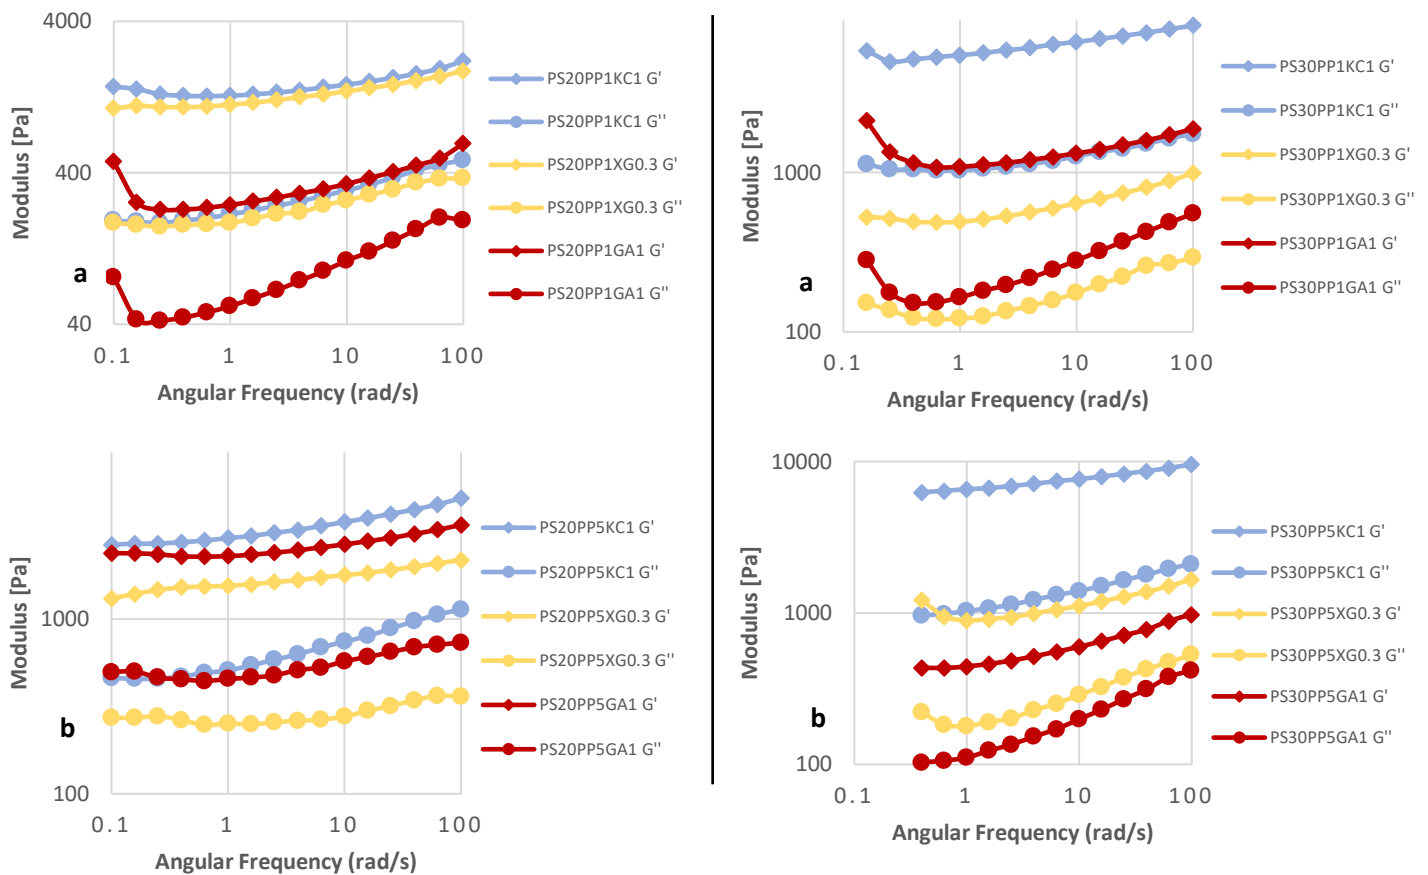 4000
400
40
0.1
1
10
100
Modulus [Pa]
Angular Frequency (rad/s)
a
PS20PP1KC1 G'
PS20PP1KC1 G''
PS20PP1XG0.3 G'
PS20PP1XG0.3 G''
PS20PP1GA1 G'
PS20PP1GA1 G''
1000
100
0.1
1
10
100
Modulus [Pa]
Angular Frequency (rad/s)
a
PS30PP1KC1 G'
PS30PP1KC1 G''
PS30PP1XG0.3 G'
PS30PP1XG0.3 G''
PS30PP1GA1 G'
PS30PP1GA1 G''
1000
100
0.1
1
10
100
Modulus [Pa]
Angular Frequency (rad/s)
b
PS20PP5KC1 G'
PS20PP5KC1 G''
PS20PP5XG0.3 G'
PS20PP5XG0.3 G''
PS20PP5GA1 G'
PS20PP5GA1 G''
10000
1000
100
0.1
1
10
100
Modulus [Pa]
Angular Frequency (rad/s)
b
PS30PP5KC1 G'
PS30PP5KC1 G''
PS30PP5XG0.3 G'
PS30PP5XG0.3 G''
PS30PP5GA1 G'
PS30PP5GA1 G''